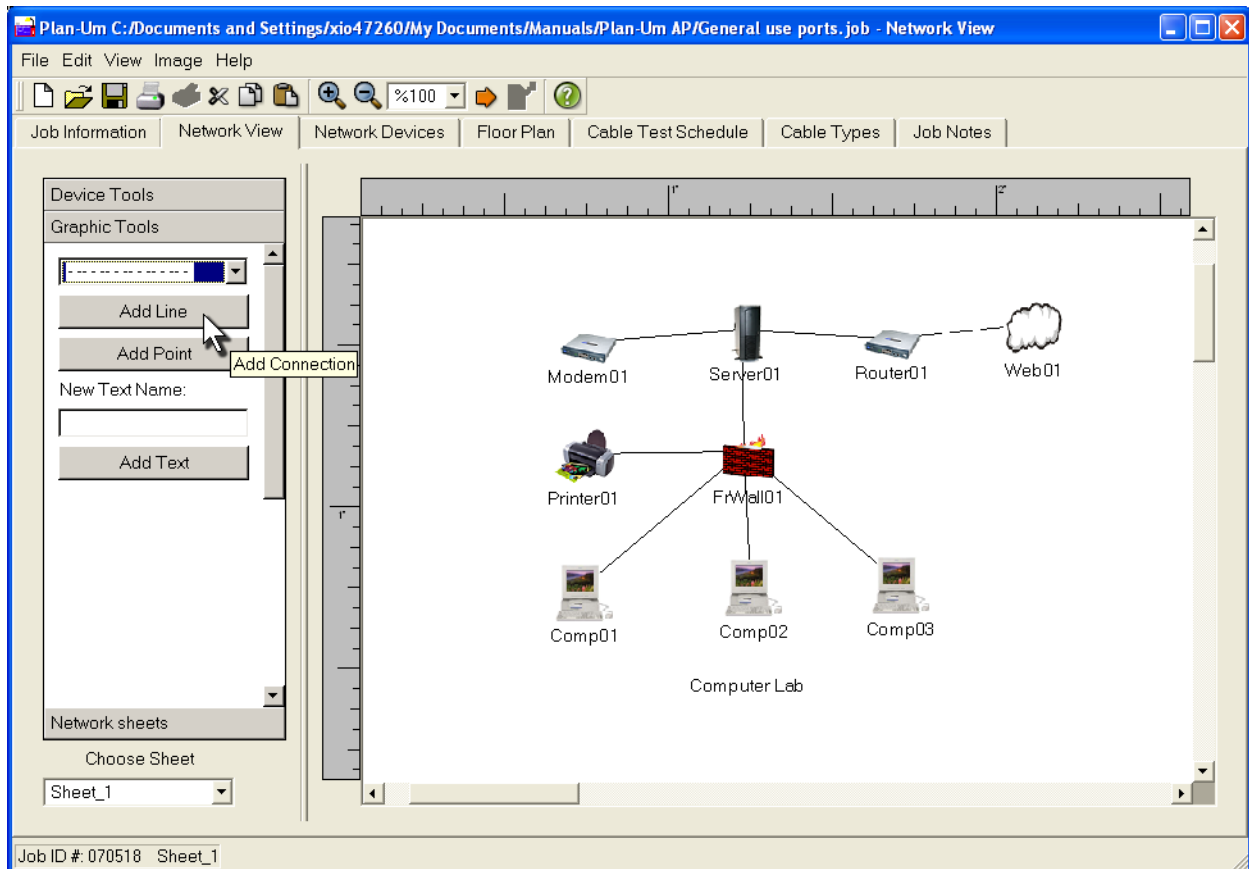 Plan-Um C:/Documents and Settings/xio47260/My Documents/Manuals/Plan-Um AP/General use ports.job - Network View
File Edit View Image Help
%100
Job Information Network View Network Devices Floor Plan Cable Test Schedule Cable Types Job Notes
Device Tools
Graphic Tools
Add Line
Add Point
Add Connection
New Text Name:
Add Text
Network sheets
Choose Sheet
Sheet_1
1"
2"
1"
Modem01
Server01
Router01
Web01
Printer01
FrWall01
Comp01
Comp02
Comp03
Computer Lab
Job ID #: 070518 Sheet_1